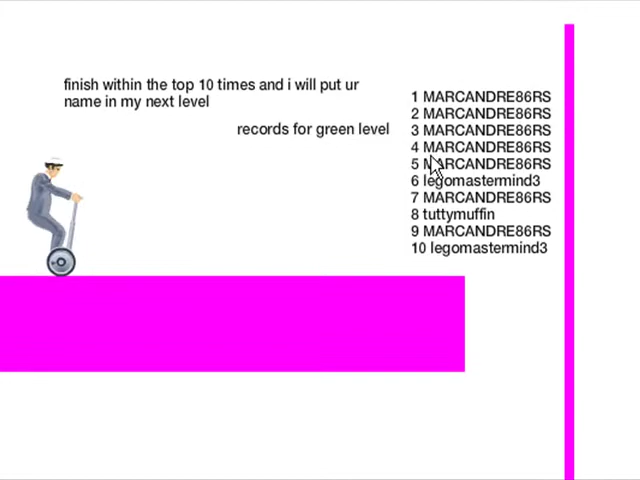 finish within the top 10 times and i will put ur
name in my next level
records for green level
1 MARCANDRE86RS
2 MARCANDRE86RS
3 MARCANDRE86RS
4 MARCANDRE86RS
5 MARCANDRE86RS
6 legomastermind3
7 MARCANDRE86RS
8 tuttymuffin
9 MARCANDRE86RS
10 legomastermind3